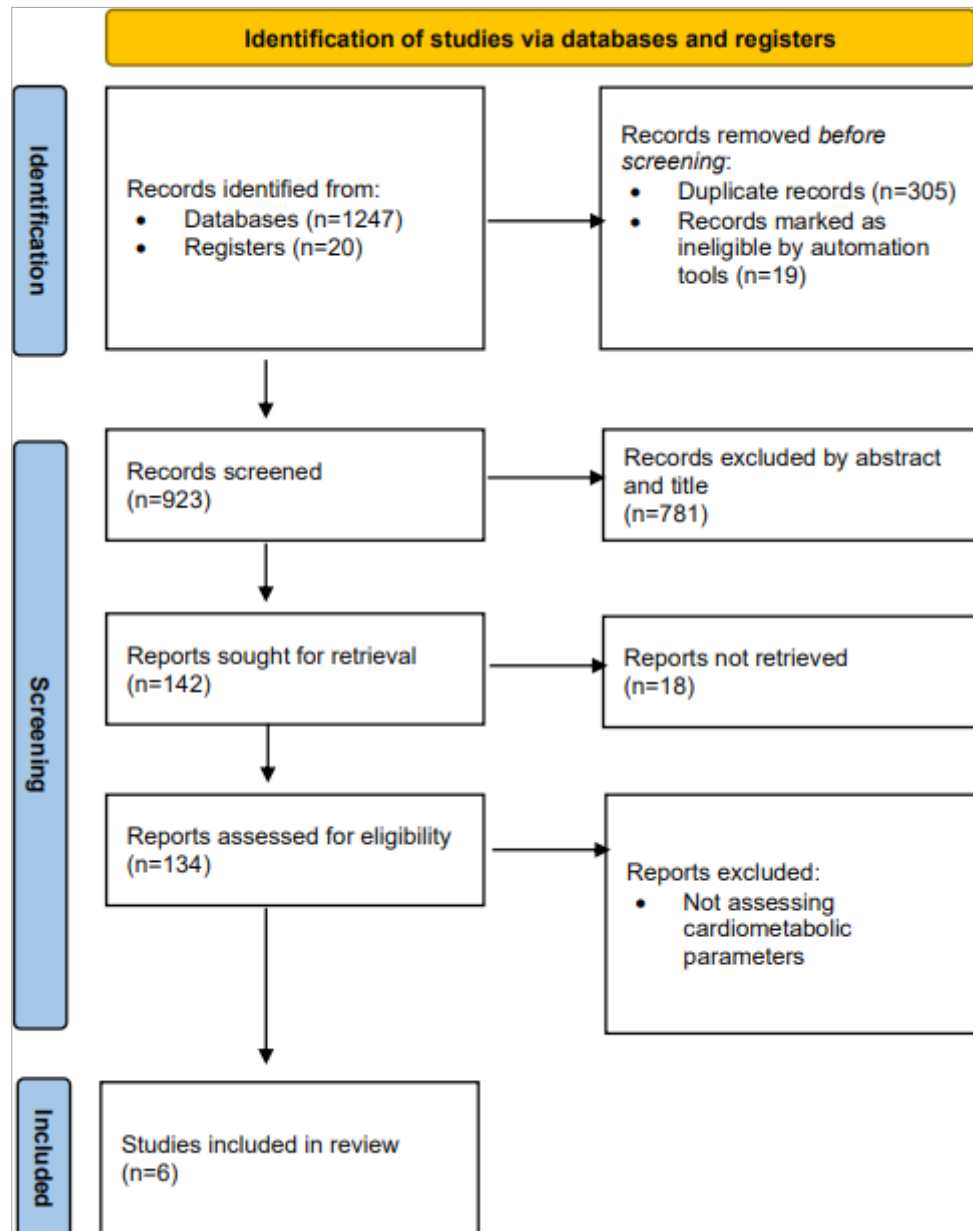 Identification of studies via databases and registers
Identification
Records identified from:
• Databases (n=1247)
• Registers (n=20)
Records removed before
screening:
• Duplicate records (n=305)
• Records marked as
ineligible by automation
tools (n=19)
Screening
Records screened
(n=923)
Records excluded by abstract
and title
(n=781)
Reports sought for retrieval
(n=142)
Reports not retrieved
(n=18)
Reports assessed for eligibility
(n=134)
Reports excluded:
• Not assessing
cardiometabolic
parameters
Included
Studies included in review
(n=6)